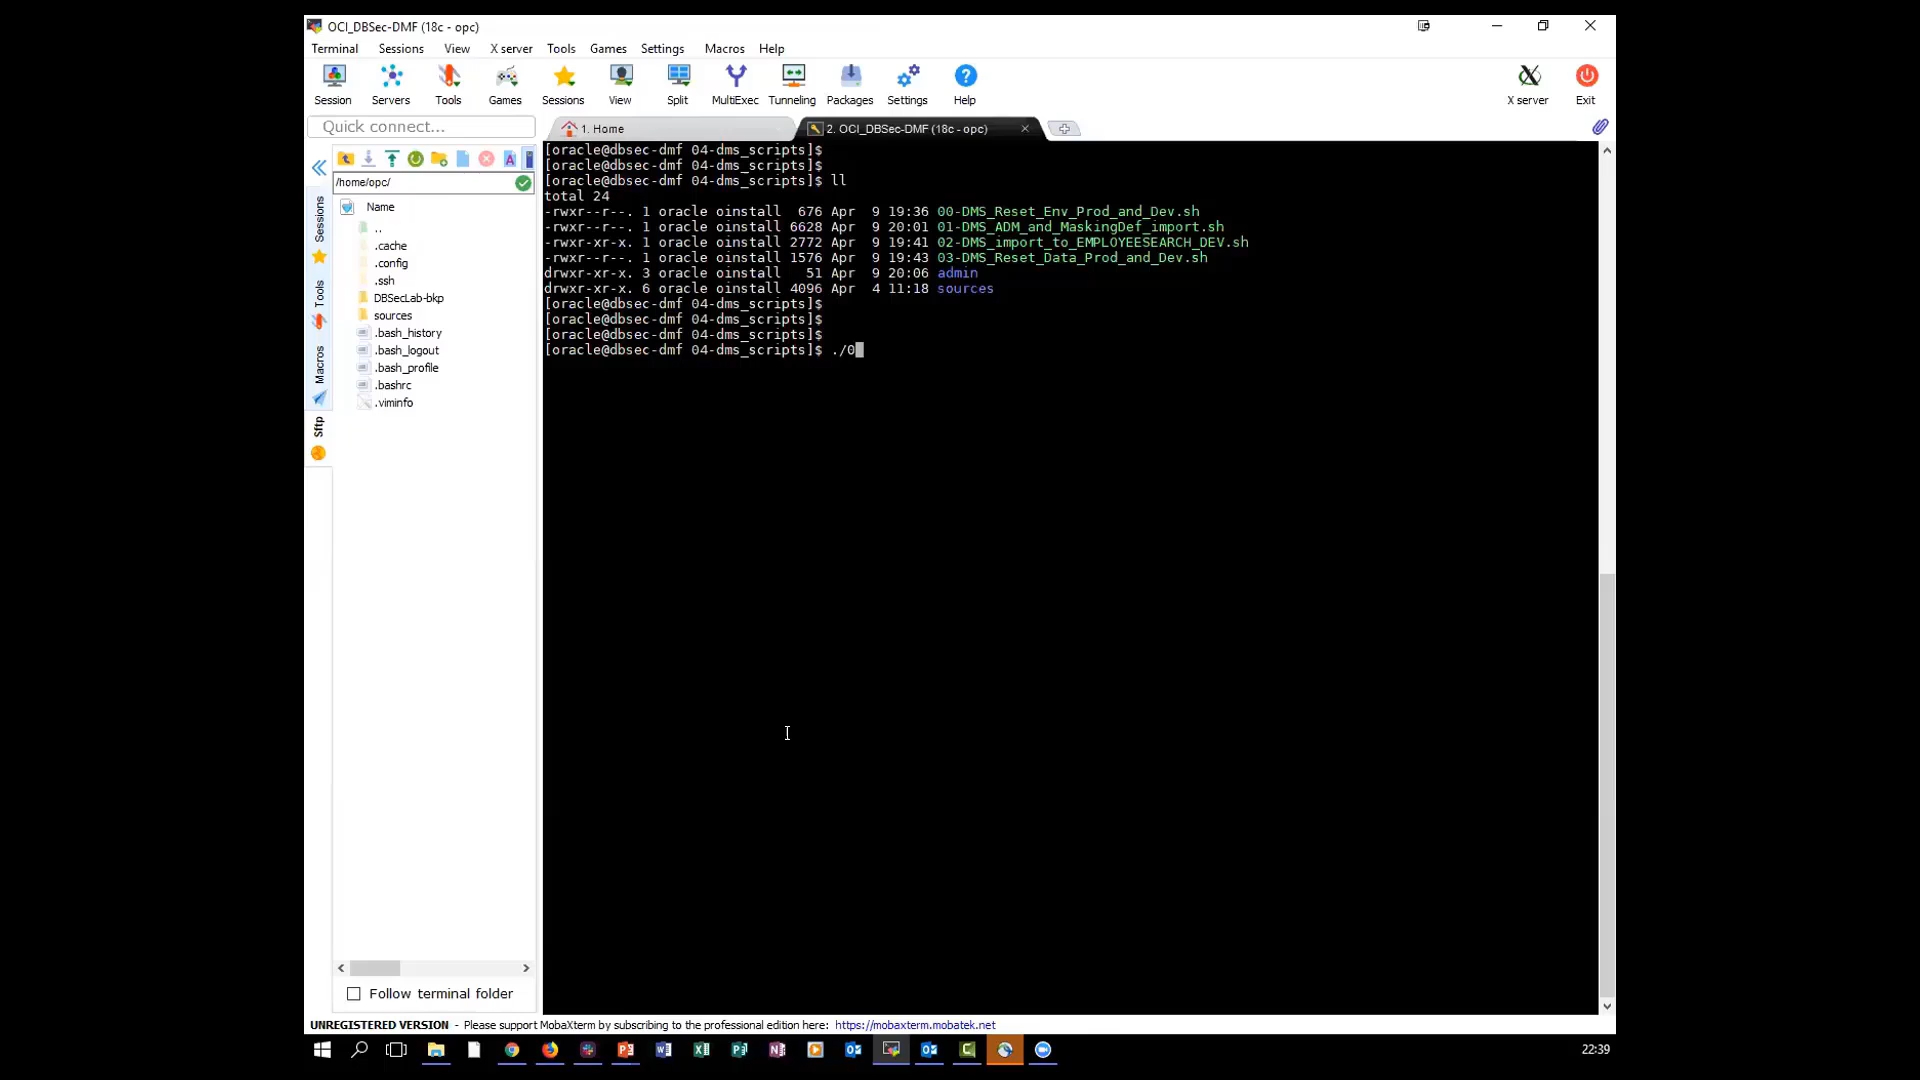 OCI_DBSec-DMF (18c - opc)
Terminal Sessions View X server Tools Games Settings Macros Help
Session Servers Tools Games Sessions View Split MultiExec Tunneling Packages Settings Help X server Exit
Quick connect...
1. Home
2. OCI_DBSec-DMF (18c - opc)
/home/opc/
Name
..
.cache
.config
.ssh
DBSecLab-bkp
sources
.bash_history
.bash_logout
.bash_profile
.bashrc
.viminfo
Sessions
Tools
Macros
Sftp
Follow terminal folder
[oracle@dbsec-dmf 04-dms_scripts]$
[oracle@dbsec-dmf 04-dms_scripts]$
[oracle@dbsec-dmf 04-dms_scripts]$ ll
total 24
-rwxr--r--. 1 oracle oinstall 676 Apr 9 19:36 00-DMS_Reset_Env_Prod_and_Dev.sh
-rwxr--r--. 1 oracle oinstall 6628 Apr 9 20:01 01-DMS_ADM_and_MaskingDef_import.sh
-rwxr-xr-x. 1 oracle oinstall 2772 Apr 9 19:41 02-DMS_import_to_EMPLOYEESEARCH_DEV.sh
-rwxr--r--. 1 oracle oinstall 1576 Apr 9 19:43 03-DMS_Reset_Data_Prod_and_Dev.sh
drwxr-xr-x. 3 oracle oinstall 51 Apr 9 20:06 admin
drwxr-xr-x. 6 oracle oinstall 4096 Apr 4 11:18 sources
[oracle@dbsec-dmf 04-dms_scripts]$
[oracle@dbsec-dmf 04-dms_scripts]$
[oracle@dbsec-dmf 04-dms_scripts]$
[oracle@dbsec-dmf 04-dms_scripts]$ ./0
UNREGISTERED VERSION - Please support MobaXterm by subscribing to the professional edition here: https://mobaxterm.mobatek.net
22:39